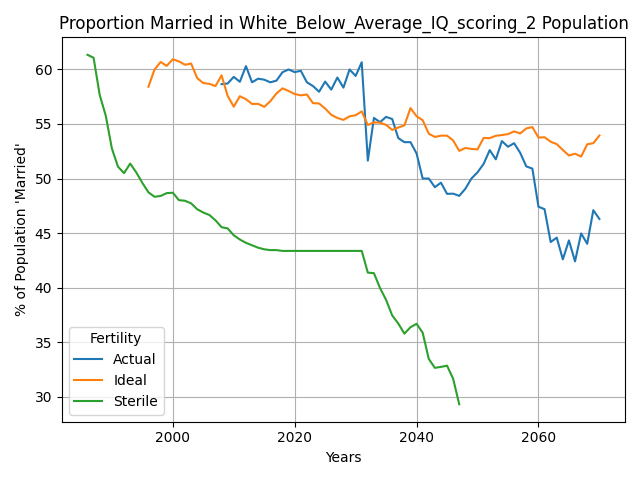 Proportion Married in White_Below_Average_IQ_scoring_2 Population
% of Population 'Married'
60
55
50
45
40
35
30
Fertility
Actual
Ideal
Sterile
2000 2020 2040 2060
Years